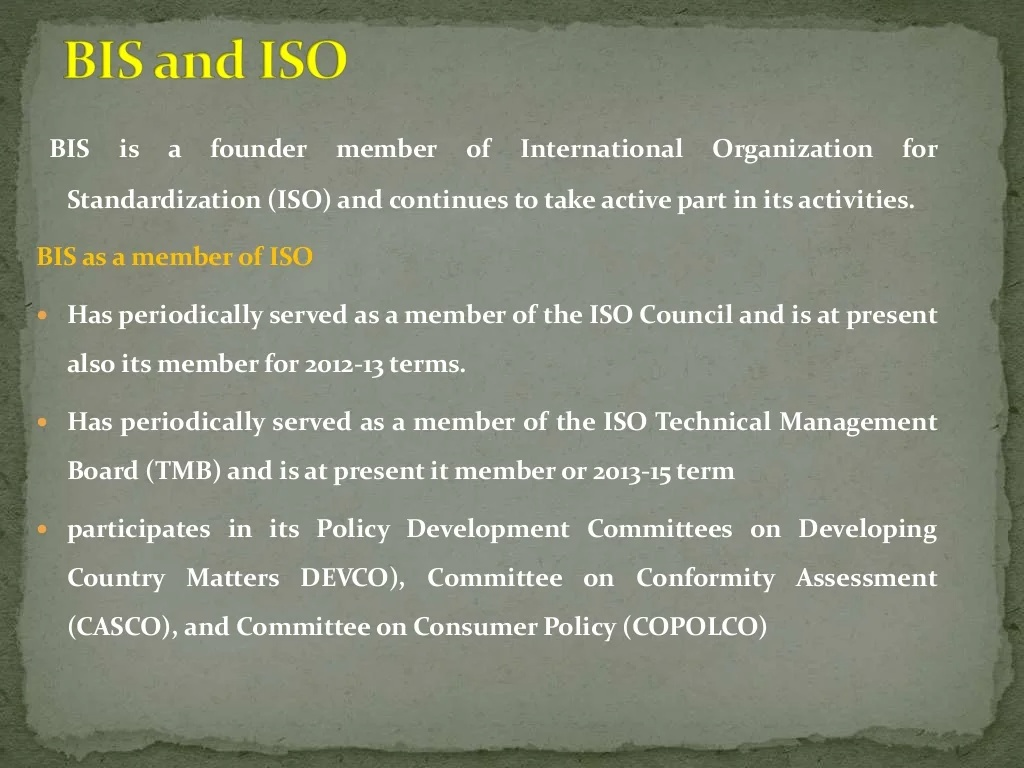 BIS and ISO
BIS is a founder member of International Organization for
Standardization (ISO) and continues to take active part in its activities.
BIS as a member of ISO
• Has periodically served as a member of the ISO Council and is at present
also its member for 2012-13 terms.
• Has periodically served as a member of the ISO Technical Management
Board (TMB) and is at present it member or 2013-15 term
• participates in its Policy Development Committees on Developing
Country Matters DEVCO), Committee on Conformity Assessment
(CASCO), and Committee on Consumer Policy (COPOLCO)